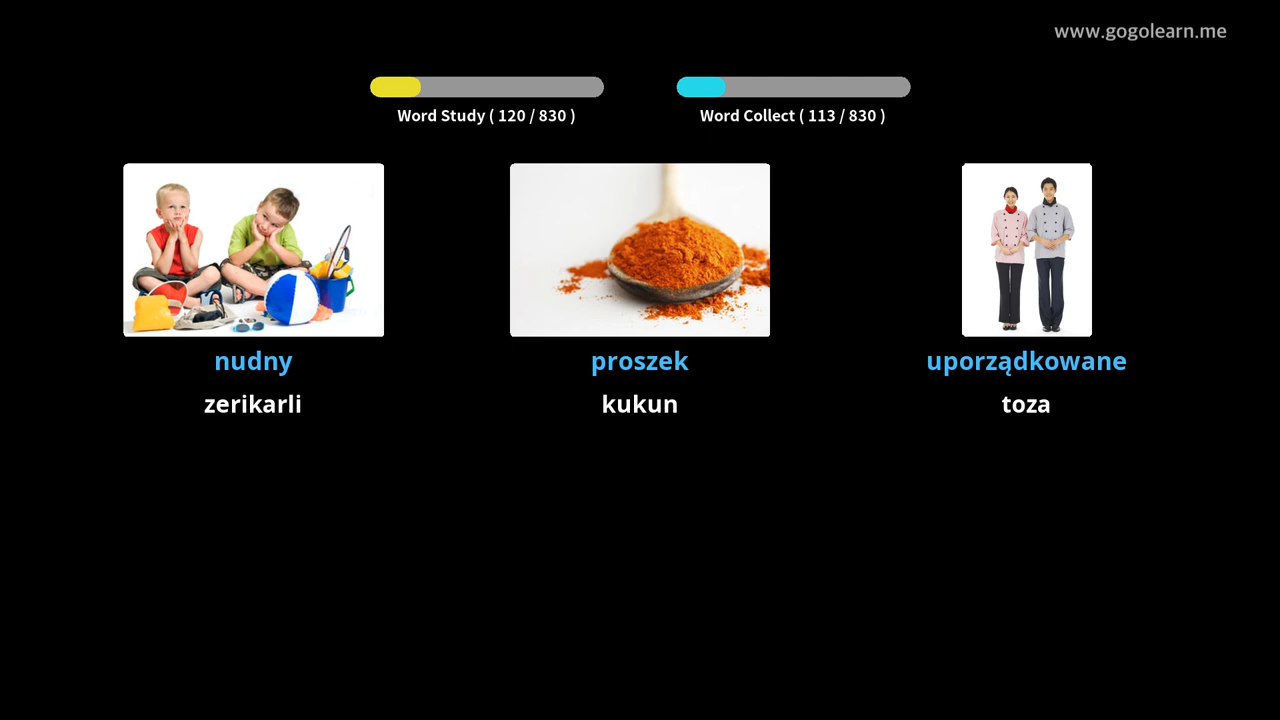 www.gogolearn.me
Word Study ( 120 / 830 )
Word Collect ( 113 / 830 )
nudny
proszek
uporządkowane
zerikarli
kukun
toza